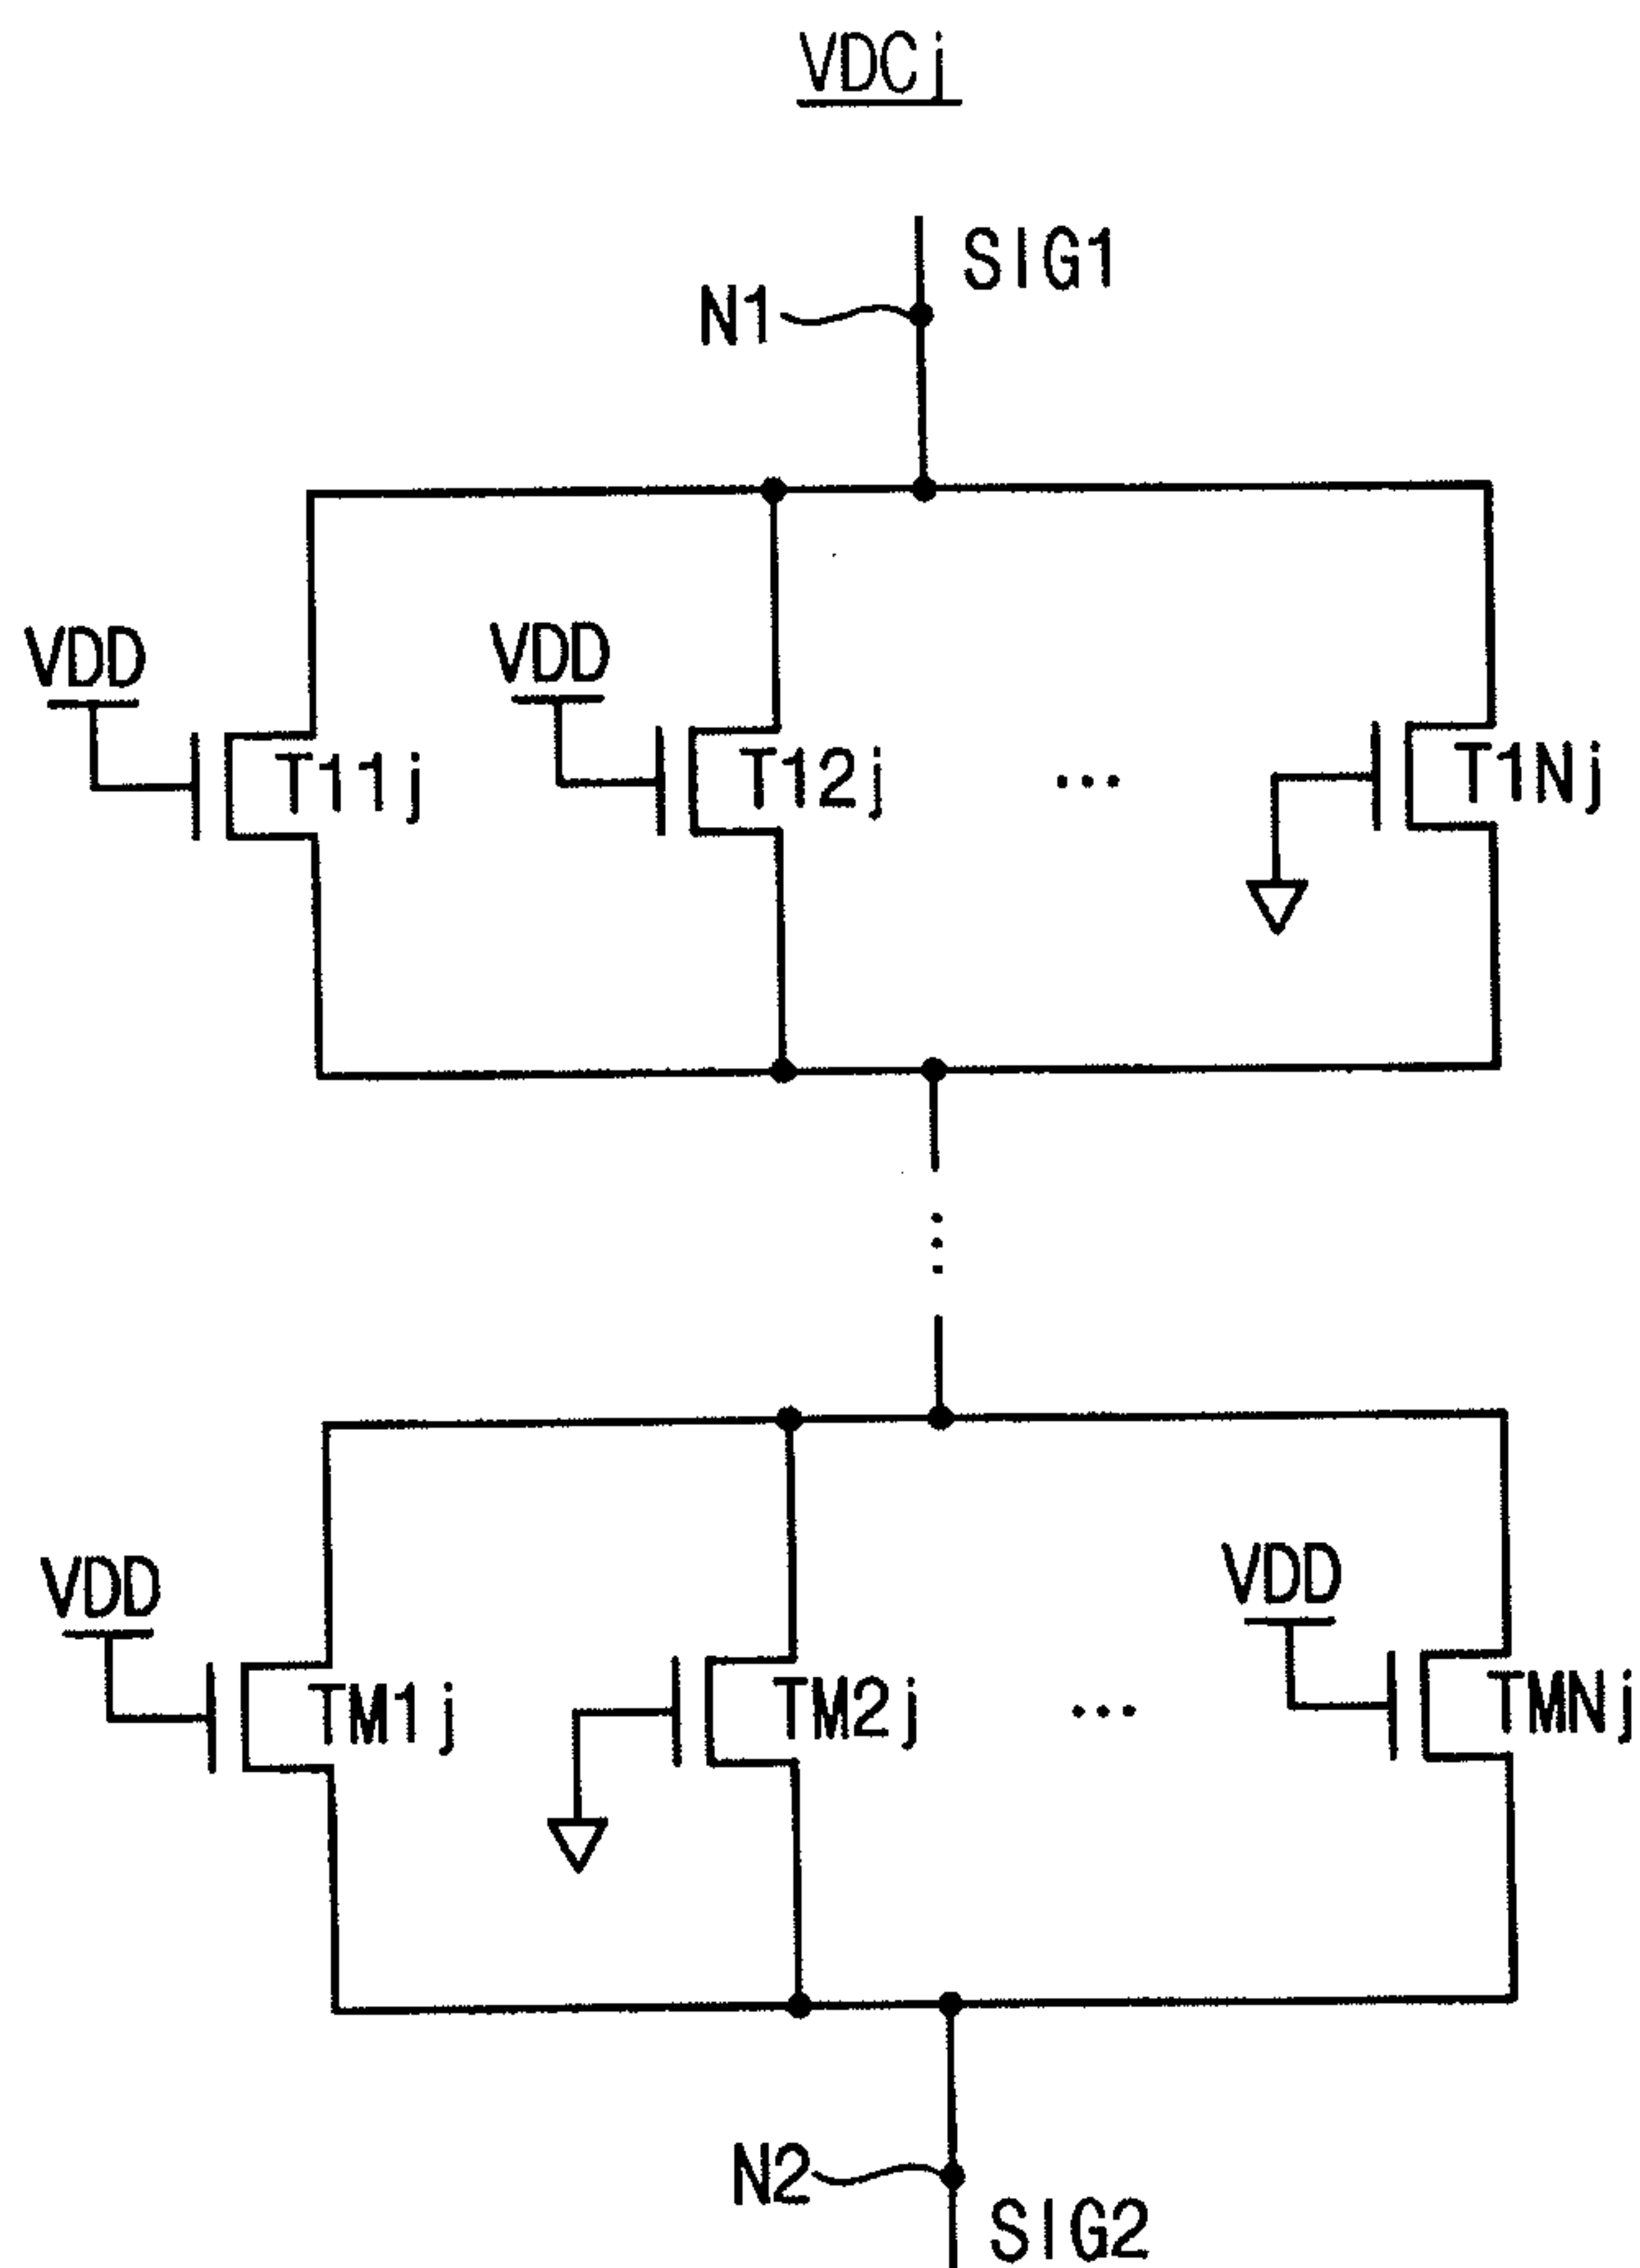 VDCj
SIG1
N1
VDD
VDD
T11j
T12j
...
T1Nj
...
VDD
VDD
TM1j
TM2j
...
TMNj
N2
SIG2